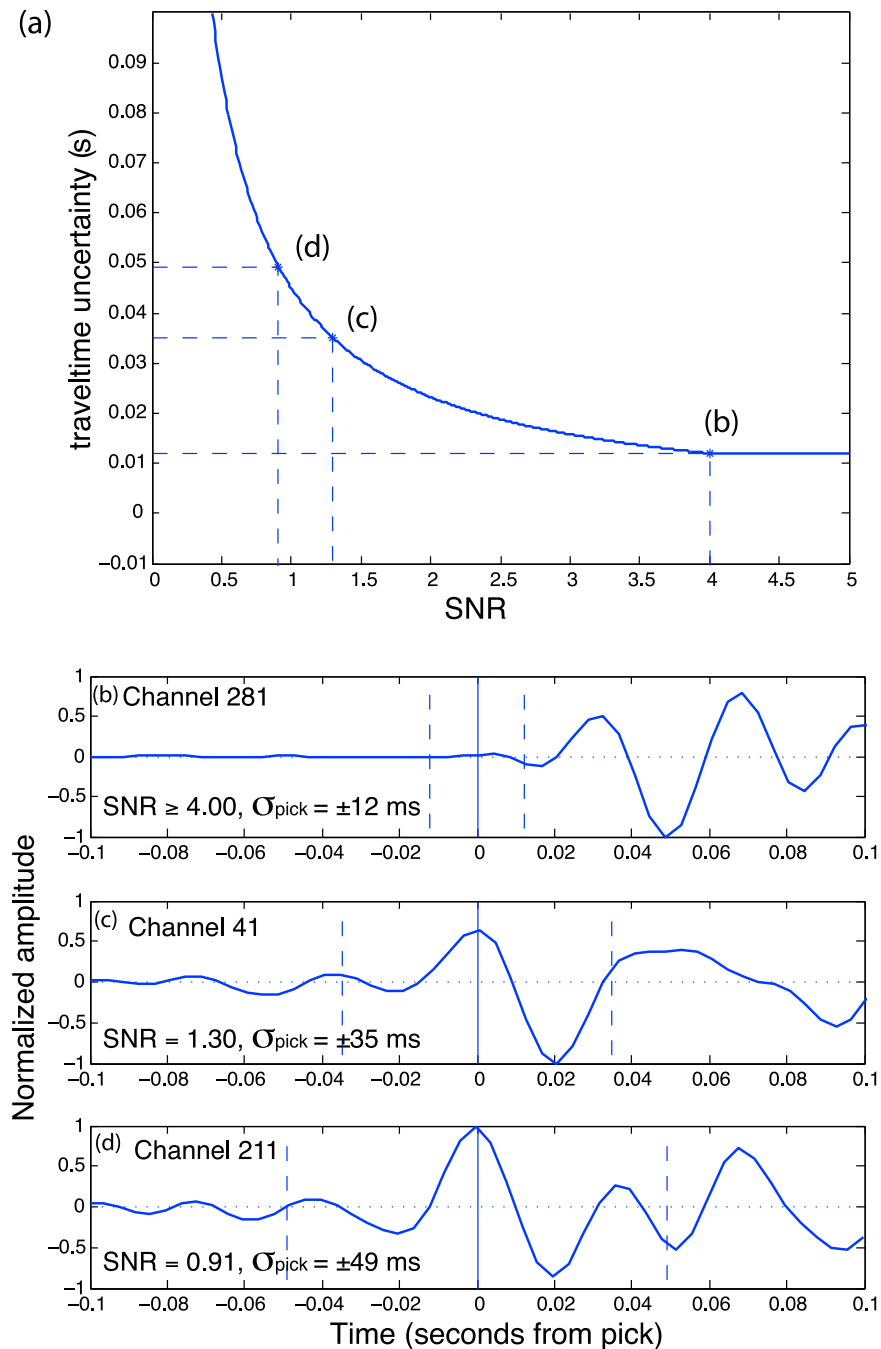 (a)
traveltime uncertainty (s)
0.09
0.08
0.07
0.06
0.05
0.04
0.03
0.02
0.01
0
−0.01
(d)
(c)
(b)
0 0.5 1 1.5 2 2.5 3 3.5 4 4.5 5
SNR
Normalized amplitude
1
0.5
0
−0.5
−1
(b) Channel 281
SNR ≥ 4.00, σpick = ±12 ms
−0.1 −0.08 −0.06 −0.04 −0.02 0 0.02 0.04 0.06 0.08 0.1
1
0.5
0
−0.5
−1
(c) Channel 41
SNR = 1.30, σpick = ±35 ms
−0.1 −0.08 −0.06 −0.04 −0.02 0 0.02 0.04 0.06 0.08 0.1
1
0.5
0
−0.5
−1
(d) Channel 211
SNR = 0.91, σpick = ±49 ms
−0.1 −0.08 −0.06 −0.04 −0.02 0 0.02 0.04 0.06 0.08 0.1
Time (seconds from pick)